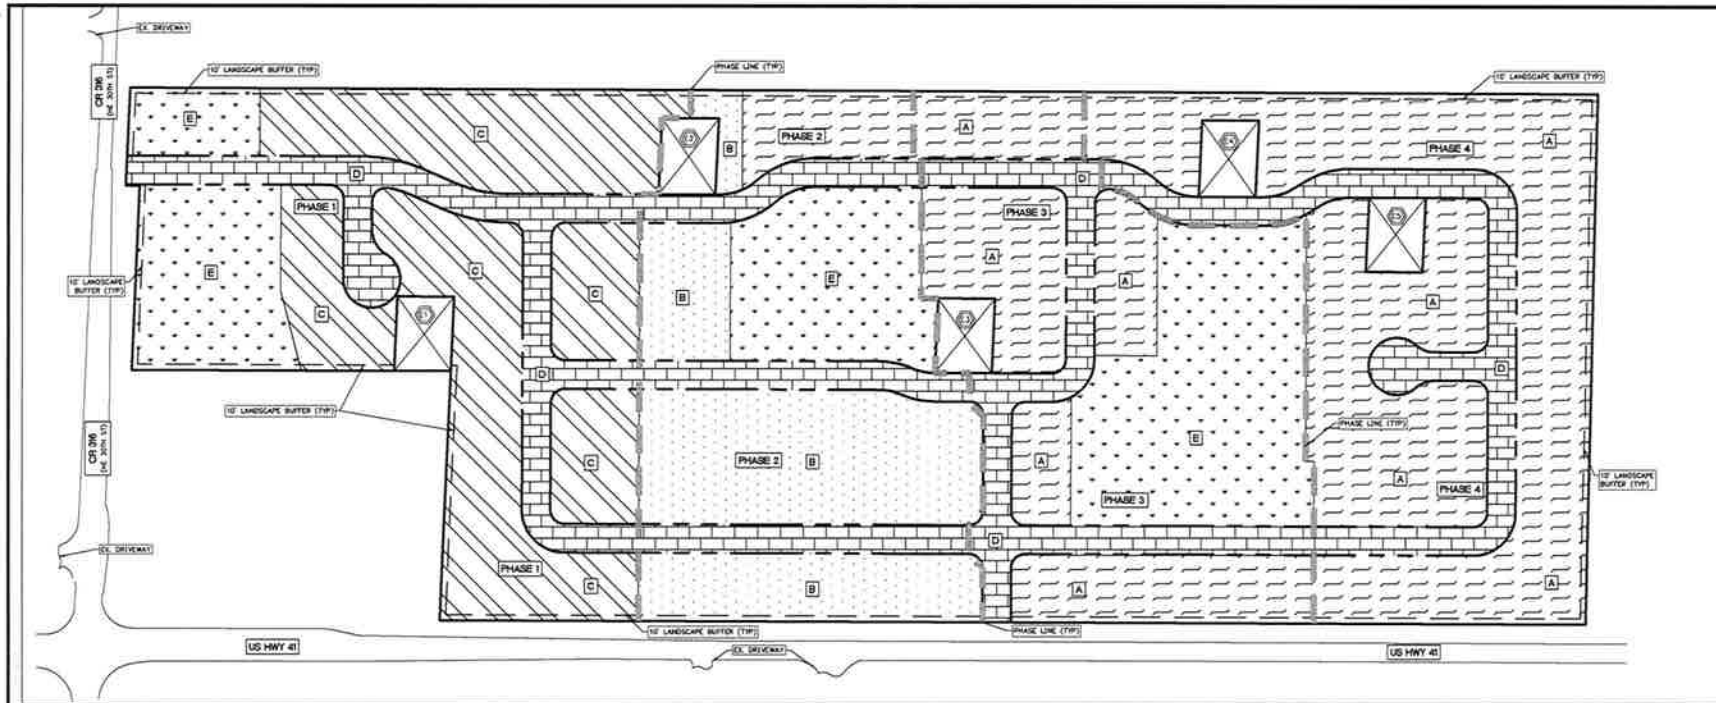 EX. DRIVEWAY
CR 316
(NE 30TH ST)
10' LANDSCAPE BUFFER (TYP)
PHASE LINE (TYP)
10' LANDSCAPE BUFFER (TYP)
E
C
B
PHASE 2
A
PHASE 4
A
D
D
PHASE 1
PHASE 3
E
C
C
B
E
A
A
A
10' LANDSCAPE
BUFFER (TYP)
C
D
D
10' LANDSCAPE BUFFER (TYP)
PHASE LINE (TYP)
CR 316
(NE 30TH ST)
C
PHASE 2
B
A
E
A
PHASE 3
PHASE 4
10' LANDSCAPE
BUFFER (TYP)
EX. DRIVEWAY
D
PHASE 1
C
B
A
A
10' LANDSCAPE BUFFER (TYP)
PHASE LINE (TYP)
US HWY 41
EX. DRIVEWAY
US HWY 41